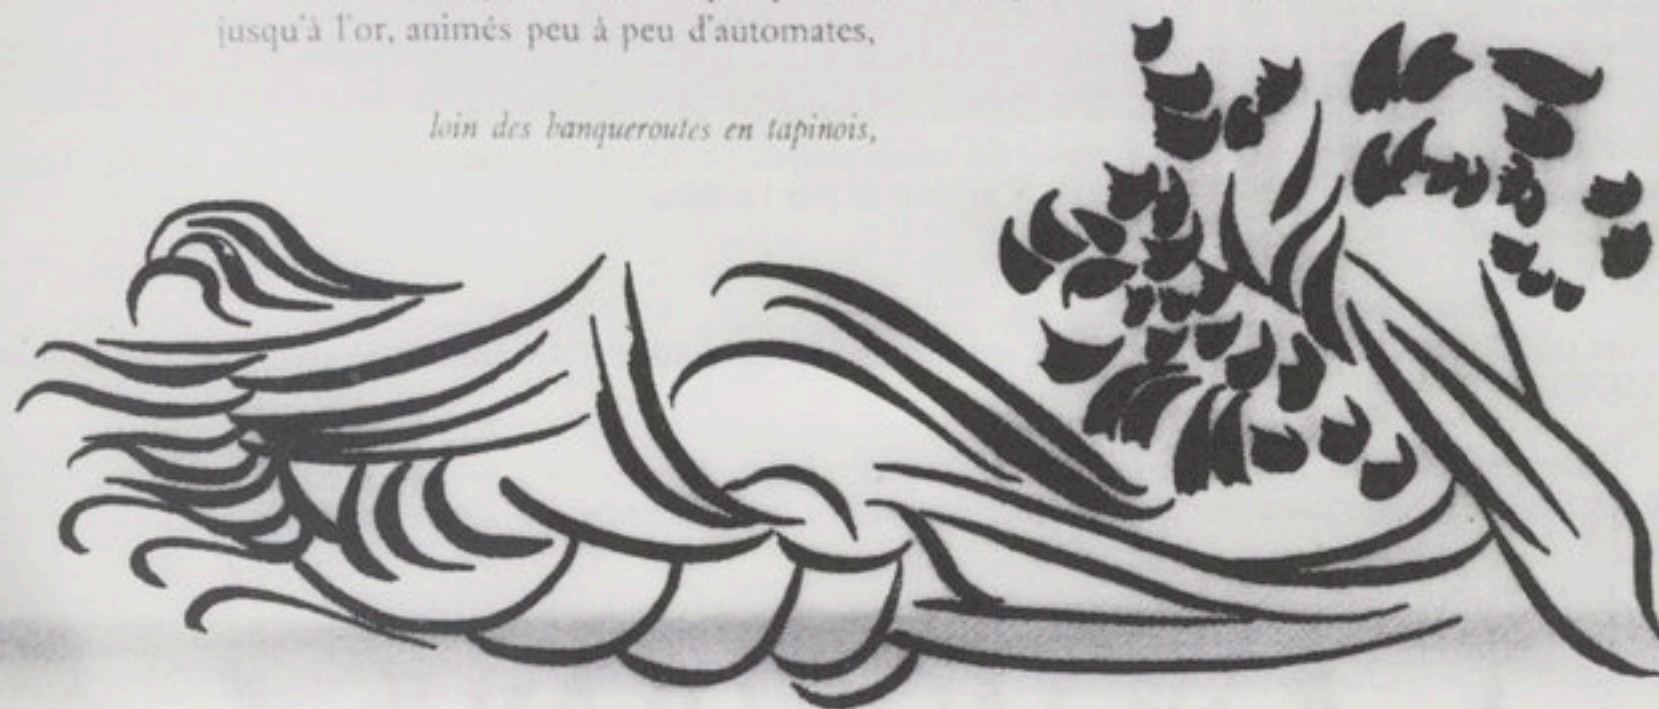 jusqu'à l'or, animés peu à peu d'automates,
loin des banqueroutes en tapinois,